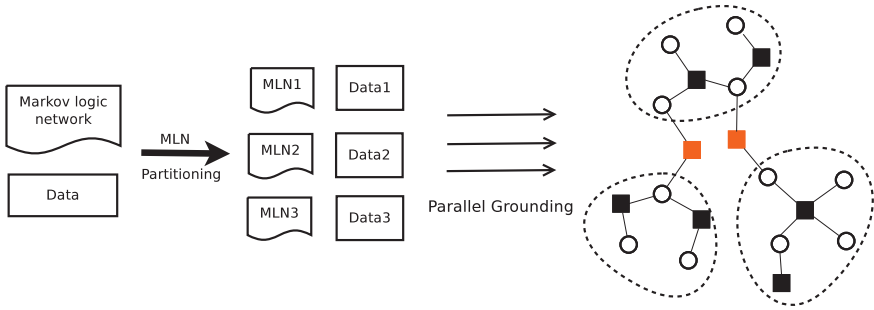 Markov logic
network
Data
MLN
Partitioning
MLN1
Data1
MLN2
Data2
MLN3
Data3
Parallel Grounding